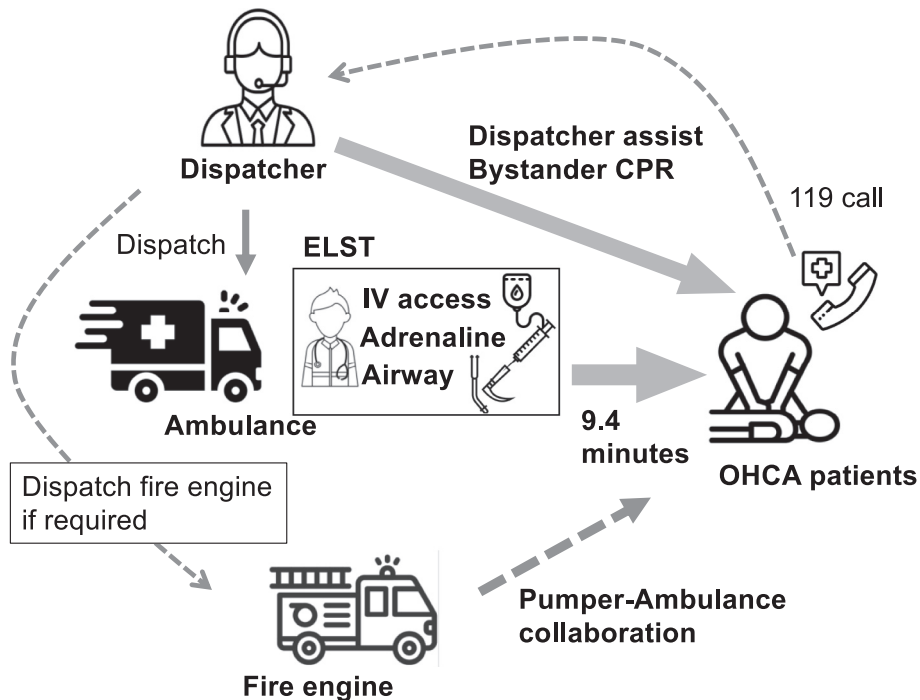 Dispatcher
Dispatcher assist
Bystander CPR
119 call
Dispatch
ELST
IV access
Adrenaline
Airway
Ambulance
9.4
minutes
OHCA patients
Dispatch fire engine
if required
Pumper-Ambulance
collaboration
Fire engine